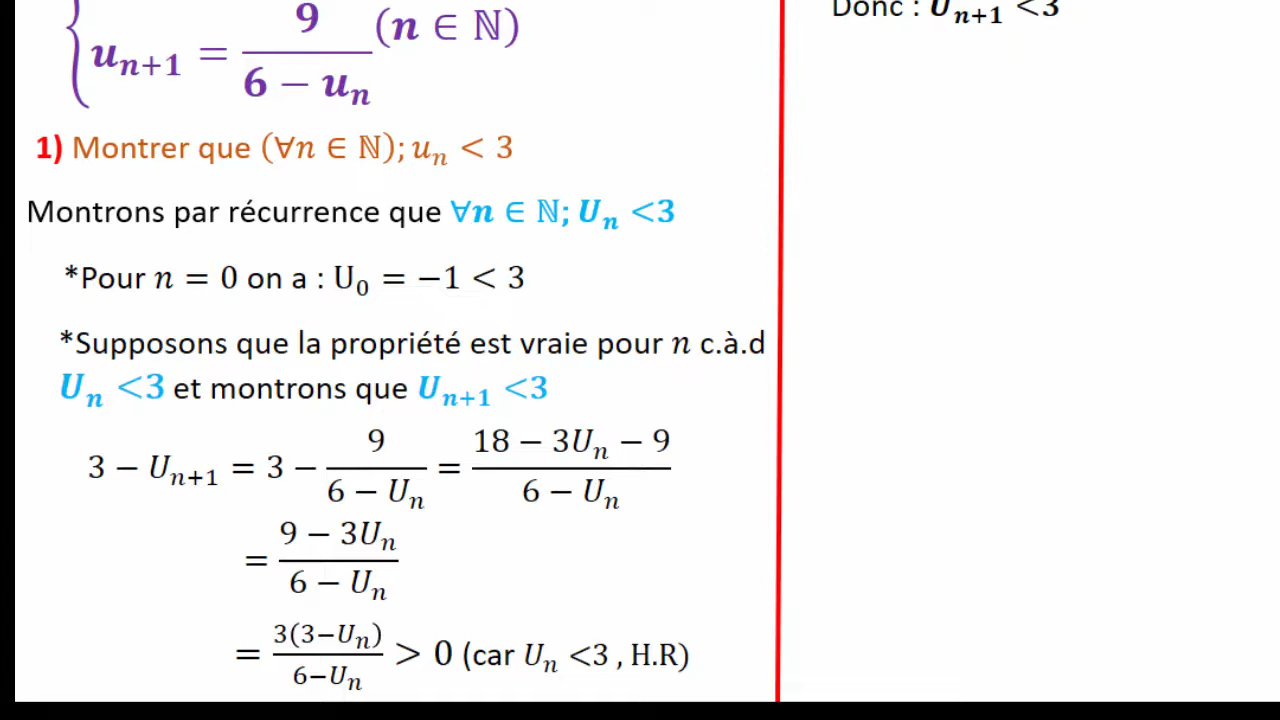 { u_{n+1} = 9/(6 − u_n) (n ∈ ℕ)
1) Montrer que (∀n ∈ ℕ); u_n < 3
Montrons par récurrence que ∀n ∈ ℕ; U_n <3
*Pour n = 0 on a : U_0 = −1 < 3
*Supposons que la propriété est vraie pour n c.à.d
U_n <3 et montrons que U_{n+1} <3
3 − U_{n+1} = 3 − 9/(6 − U_n) = (18 − 3U_n − 9)/(6 − U_n)
= (9 − 3U_n)/(6 − U_n)
= 3(3−U_n)/(6−U_n) > 0 (car U_n <3 , H.R)
Donc : U_{n+1} <3